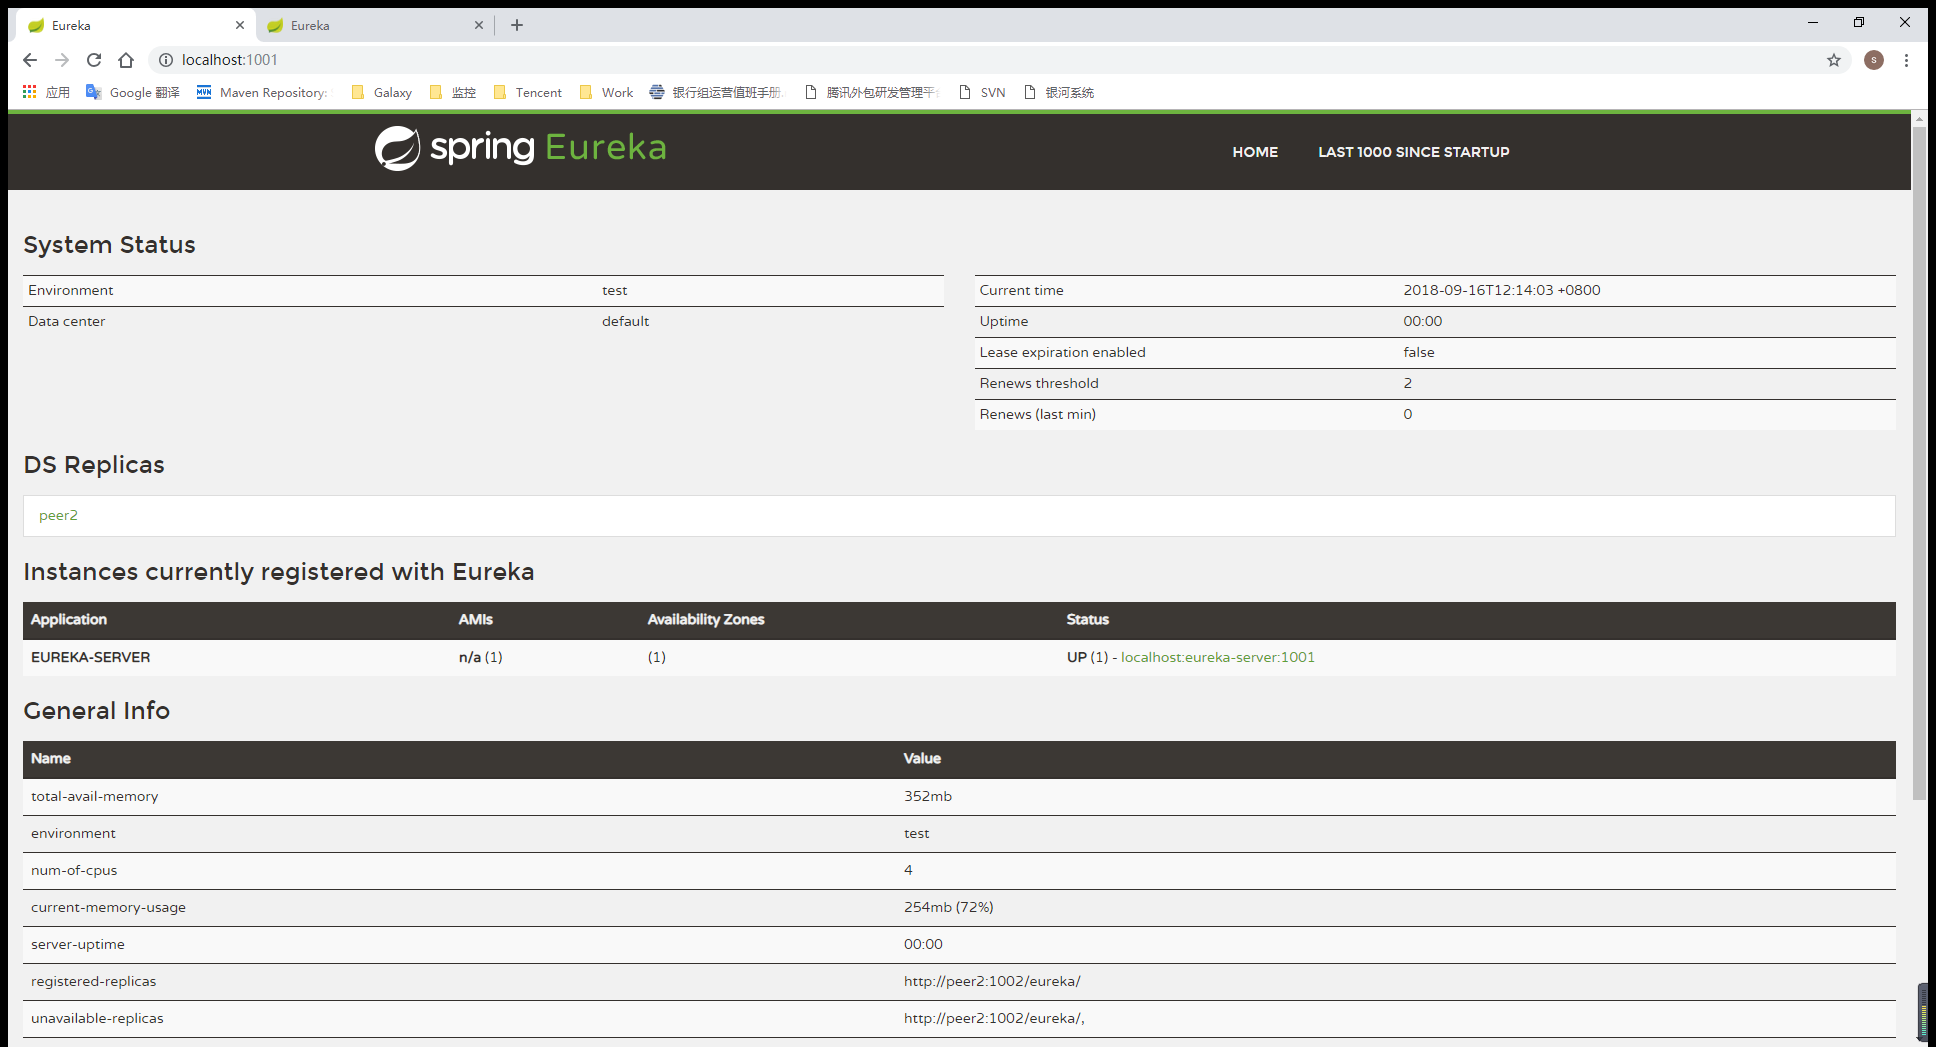 Eureka
Eureka
localhost:1001
S
应用
Google 翻译
Maven Repository:
Galaxy
监控
Tencent
Work
银行组运营值班手册
腾讯外包研发管理平
SVN
银河系统
spring Eureka
HOME
LAST 1000 SINCE STARTUP
System Status
Environment test
Data center default
Current time 2018-09-16T12:14:03 +0800
Uptime 00:00
Lease expiration enabled false
Renews threshold 2
Renews (last min) 0
DS Replicas
peer2
Instances currently registered with Eureka
Application AMIs Availability Zones Status
EUREKA-SERVER n/a (1) (1) UP (1) - localhost:eureka-server:1001
General Info
Name Value
total-avail-memory 352mb
environment test
num-of-cpus 4
current-memory-usage 254mb (72%)
server-uptime 00:00
registered-replicas http://peer2:1002/eureka/
unavailable-replicas http://peer2:1002/eureka/,